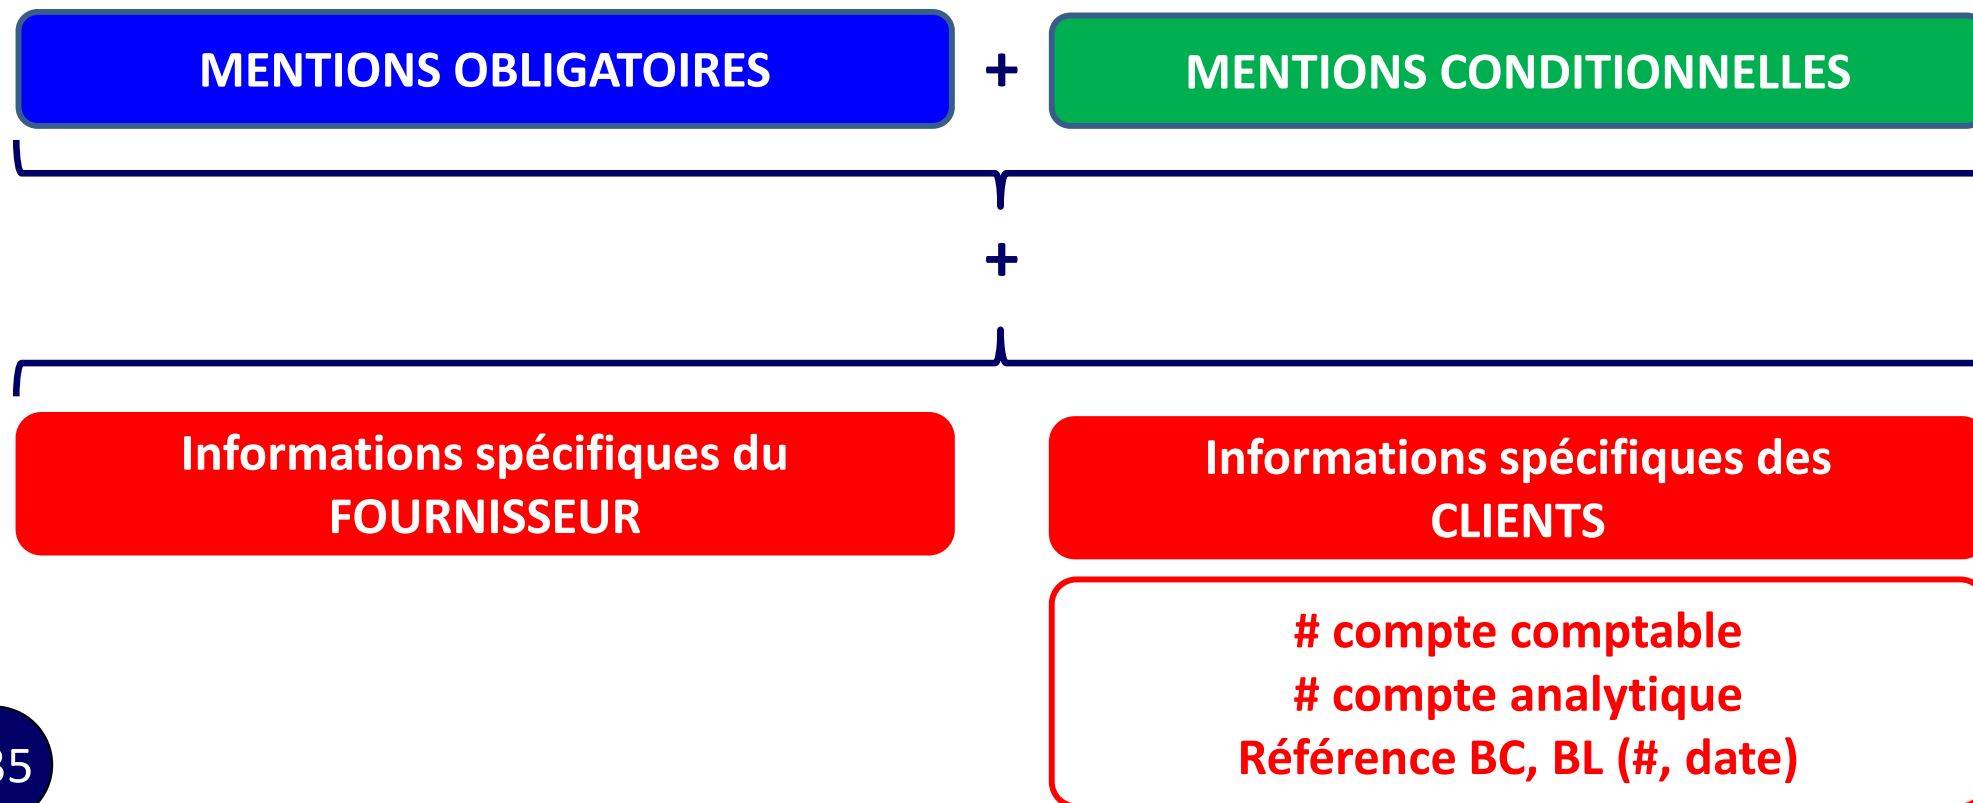 MENTIONS OBLIGATOIRES
+
MENTIONS CONDITIONNELLES
+
Informations spécifiques du
FOURNISSEUR
Informations spécifiques des
CLIENTS
# compte comptable
# compte analytique
Référence BC, BL (#, date)
35